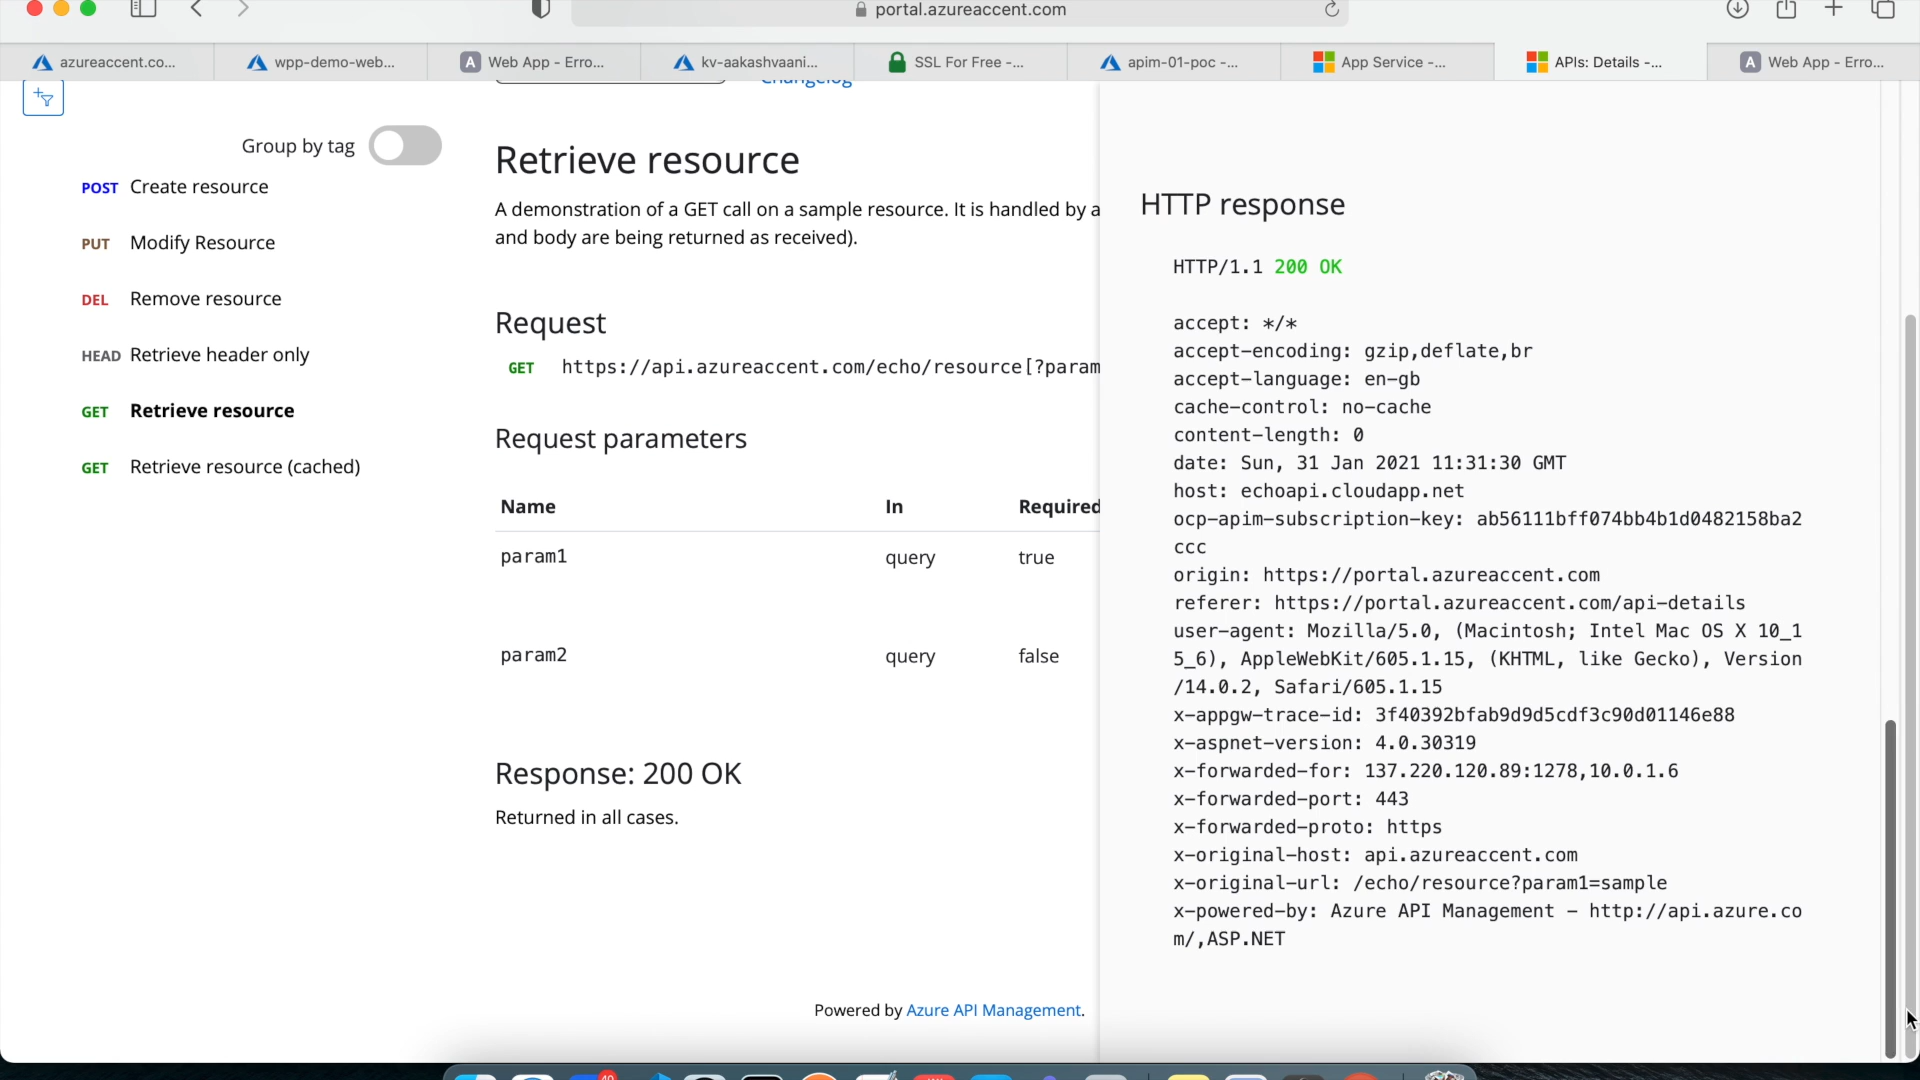 portal.azureaccent.com
azureaccent.co...
wpp-demo-web...
A Web App - Erro...
kv-aakashvaani...
SSL For Free -...
apim-01-poc -...
App Service -...
APIs: Details -...
A Web App - Erro...
Changelog
Group by tag
POST Create resource
PUT Modify Resource
DEL Remove resource
HEAD Retrieve header only
GET Retrieve resource
GET Retrieve resource (cached)
Retrieve resource
A demonstration of a GET call on a sample resource. It is handled by a
and body are being returned as received).
Request
GET https://api.azureaccent.com/echo/resource[?param
Request parameters
Name In Required
param1 query true
param2 query false
Response: 200 OK
Returned in all cases.
Powered by Azure API Management.
HTTP response
HTTP/1.1 200 OK
accept: */*
accept-encoding: gzip,deflate,br
accept-language: en-gb
cache-control: no-cache
content-length: 0
date: Sun, 31 Jan 2021 11:31:30 GMT
host: echoapi.cloudapp.net
ocp-apim-subscription-key: ab56111bff074bb4b1d0482158ba2
ccc
origin: https://portal.azureaccent.com
referer: https://portal.azureaccent.com/api-details
user-agent: Mozilla/5.0, (Macintosh; Intel Mac OS X 10_1
5_6), AppleWebKit/605.1.15, (KHTML, like Gecko), Version
/14.0.2, Safari/605.1.15
x-appgw-trace-id: 3f40392bfab9d9d5cdf3c90d01146e88
x-aspnet-version: 4.0.30319
x-forwarded-for: 137.220.120.89:1278,10.0.1.6
x-forwarded-port: 443
x-forwarded-proto: https
x-original-host: api.azureaccent.com
x-original-url: /echo/resource?param1=sample
x-powered-by: Azure API Management - http://api.azure.co
m/,ASP.NET
40